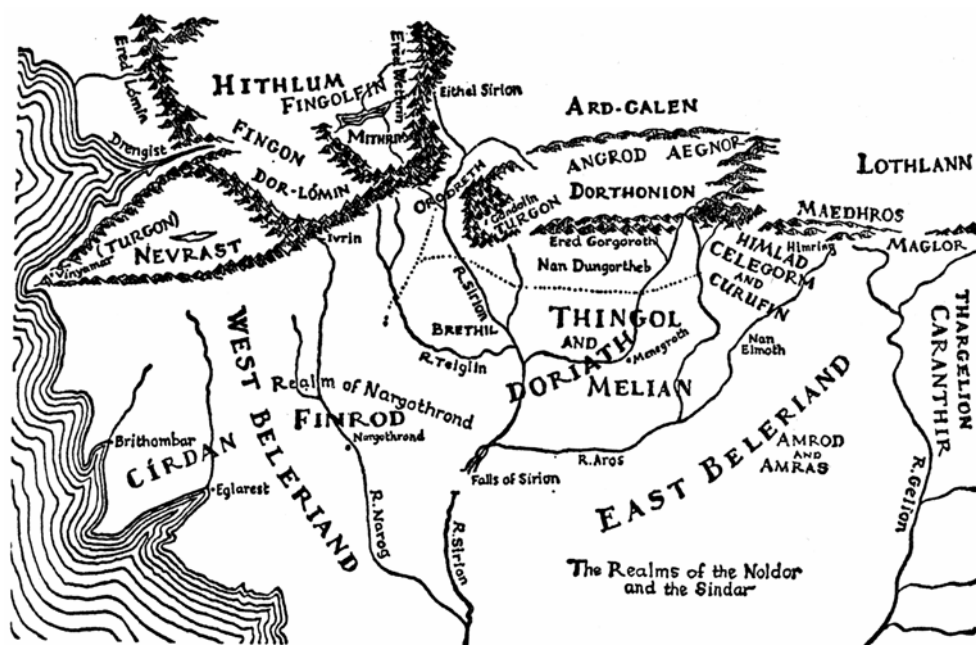 Ered Lómin
HITHLUM
FINGOLFIN
Ered Wethrin
Eithel Sirion
MITHRIM
ARD-GALEN
Drengist
FINGON
DOR-LÓMIN
ORODRETH
ANGROD AEGNOR
DORTHONION
LOTHLANN
Gondolin
TURGON
MAEDHROS
(TURGON)
NEVRAST
Vinyamar
Ivrin
Ered Gorgoroth
HIMLAD
Himring
MAGLOR
CELEGORM
AND
CURUFIN
R. Sirion
Nan Dungortheb
THARGELION
CARANTHIR
WEST BELERIAND
BRETHIL
THINGOL
AND
MELIAN
DORIATH
Menegroth
Nan
Elmoth
R. Teiglin
Realm of Nargothrond
FINROD
Nargothrond
Brithombar
CÍRDAN
Eglarest
EAST BELERIAND
AMROD
AND
AMRAS
R. Aros
Falls of Sirion
R. Gelion
R. Narog
R. Sirion
The Realms of the Noldor
and the Sindar